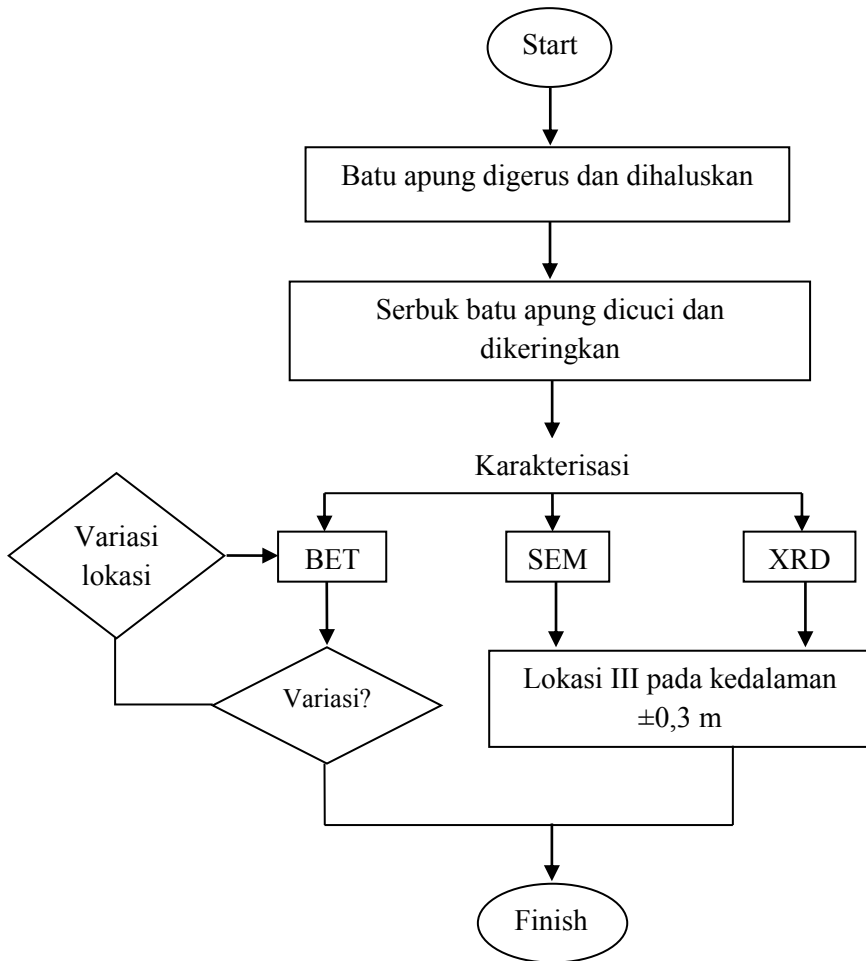 Start
Batu apung digerus dan dihaluskan
Serbuk batu apung dicuci dan
dikeringkan
Karakterisasi
Variasi
lokasi
BET
SEM
XRD
Variasi?
Lokasi III pada kedalaman
±0,3 m
Finish